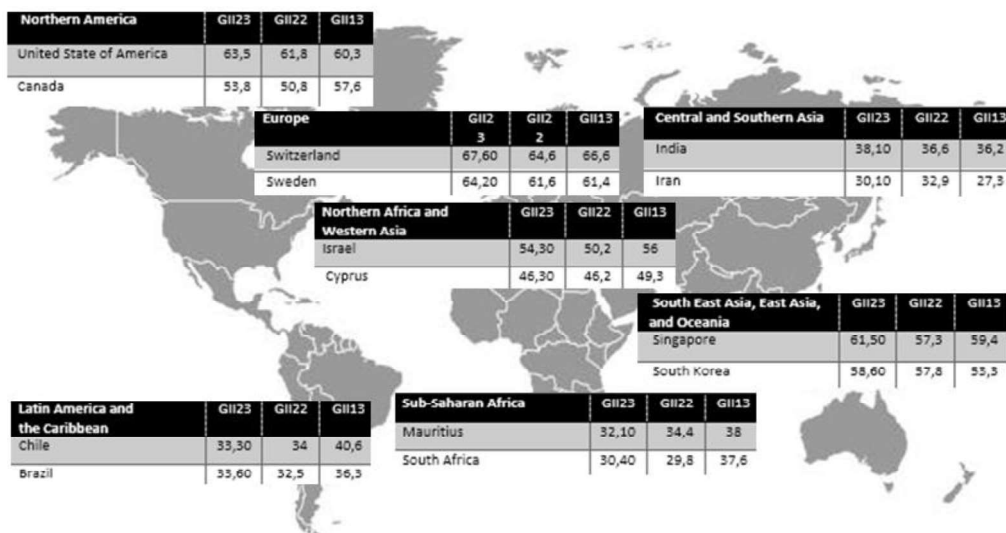 Northern America GII23 GII22 GII13
United State of America 63,5 61,8 60,3
Canada 53,8 50,8 57,6
Europe GII2 GII2 GII13
3 2
Switzerland 67,60 64,6 66,6
Sweden 64,20 61,6 61,4
Central and Southern Asia GII23 GII22 GII13
India 38,10 36,6 36,2
Iran 30,10 32,9 27,3
Northern Africa and GII23 GII22 GII13
Western Asia
Israel 54,30 50,2 56
Cyprus 46,30 46,2 49,3
South East Asia, East Asia, GII23 GII22 GII13
and Oceania
Singapore 61,50 57,3 59,4
South Korea 58,60 57,8 53,3
Latin America and GII23 GII22 GII13
the Caribbean
Chile 33,30 34 40,6
Brazil 33,60 32,5 36,3
Sub-Saharan Africa GII23 GII22 GII13
Mauritius 32,10 34,4 38
South Africa 30,40 29,8 37,6